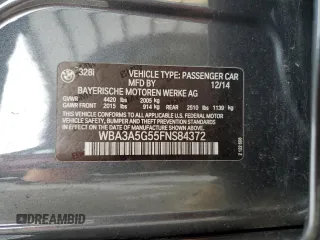 328i
VEHICLE TYPE: PASSENGER CAR
MFD BY 12/14
BAYERISCHE MOTOREN WERKE AG
GVWR 4420 lbs 2005 kg
GAWR FRONT 2015 lbs 914 kg REAR 2510 lbs 1139 kg
THIS VEHICLE CONFORMS TO ALL APPLICABLE
FEDERAL MOTOR VEHICLE SAFETY, BUMPER,
AND THEFT PREVENTION STANDARDS IN EFFECT
ON THE DATE OF MANUFACTURE SHOWN ABOVE.
WBA3A5G55FNS84372
DREAMBID